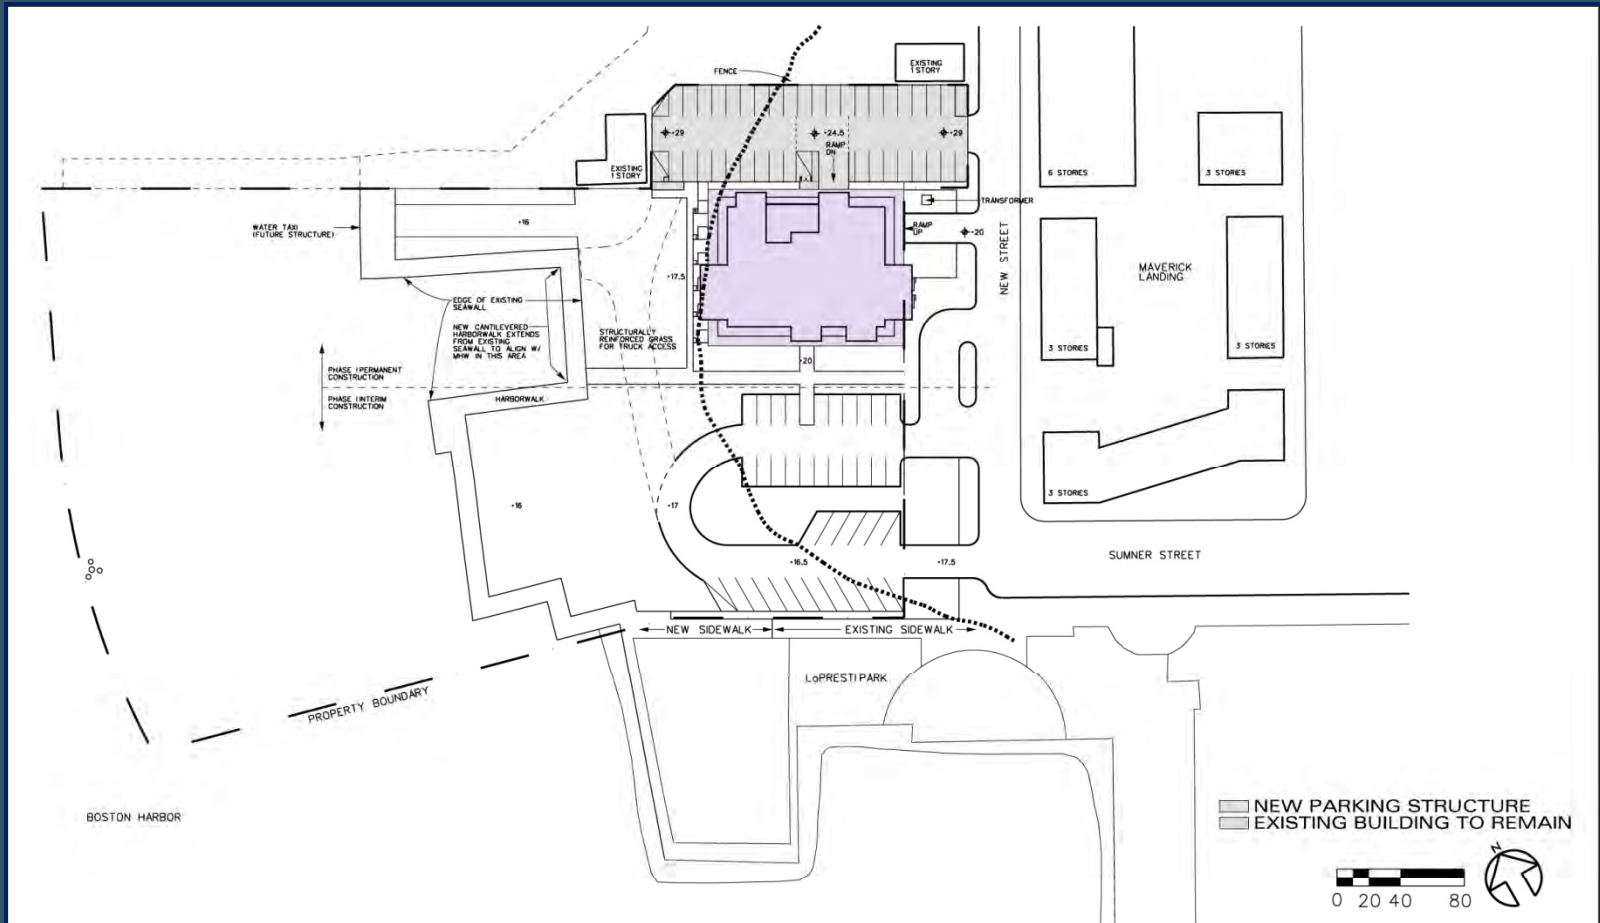 FENCE
EXISTING
1 STORY
+29
+24.5
+29
RAMP
DN
EXISTING
1 STORY
6 STORIES
3 STORIES
TRANSFORMER
+16
WATER TAXI
(FUTURE STRUCTURE)
RAMP
UP
+20
NEW STREET
+17.5
MAVERICK
LANDING
EDGE OF EXISTING
SEAWALL
NEW CANTILEVERED
HARBORWALK EXTENDS
FROM EXISTING
SEAWALL TO ALIGN W/
MHW IN THIS AREA
STRUCTURALLY
REINFORCED GRASS
FOR TRUCK ACCESS
3 STORIES
3 STORIES
+20
PHASE I PERMANENT
CONSTRUCTION
PHASE I INTERIM
CONSTRUCTION
HARBORWALK
3 STORIES
+16
+17
SUMNER STREET
+16.5
+17.5
NEW SIDEWALK
EXISTING SIDEWALK
LoPRESTI PARK
PROPERTY BOUNDARY
BOSTON HARBOR
NEW PARKING STRUCTURE
EXISTING BUILDING TO REMAIN
N
0 20 40 80